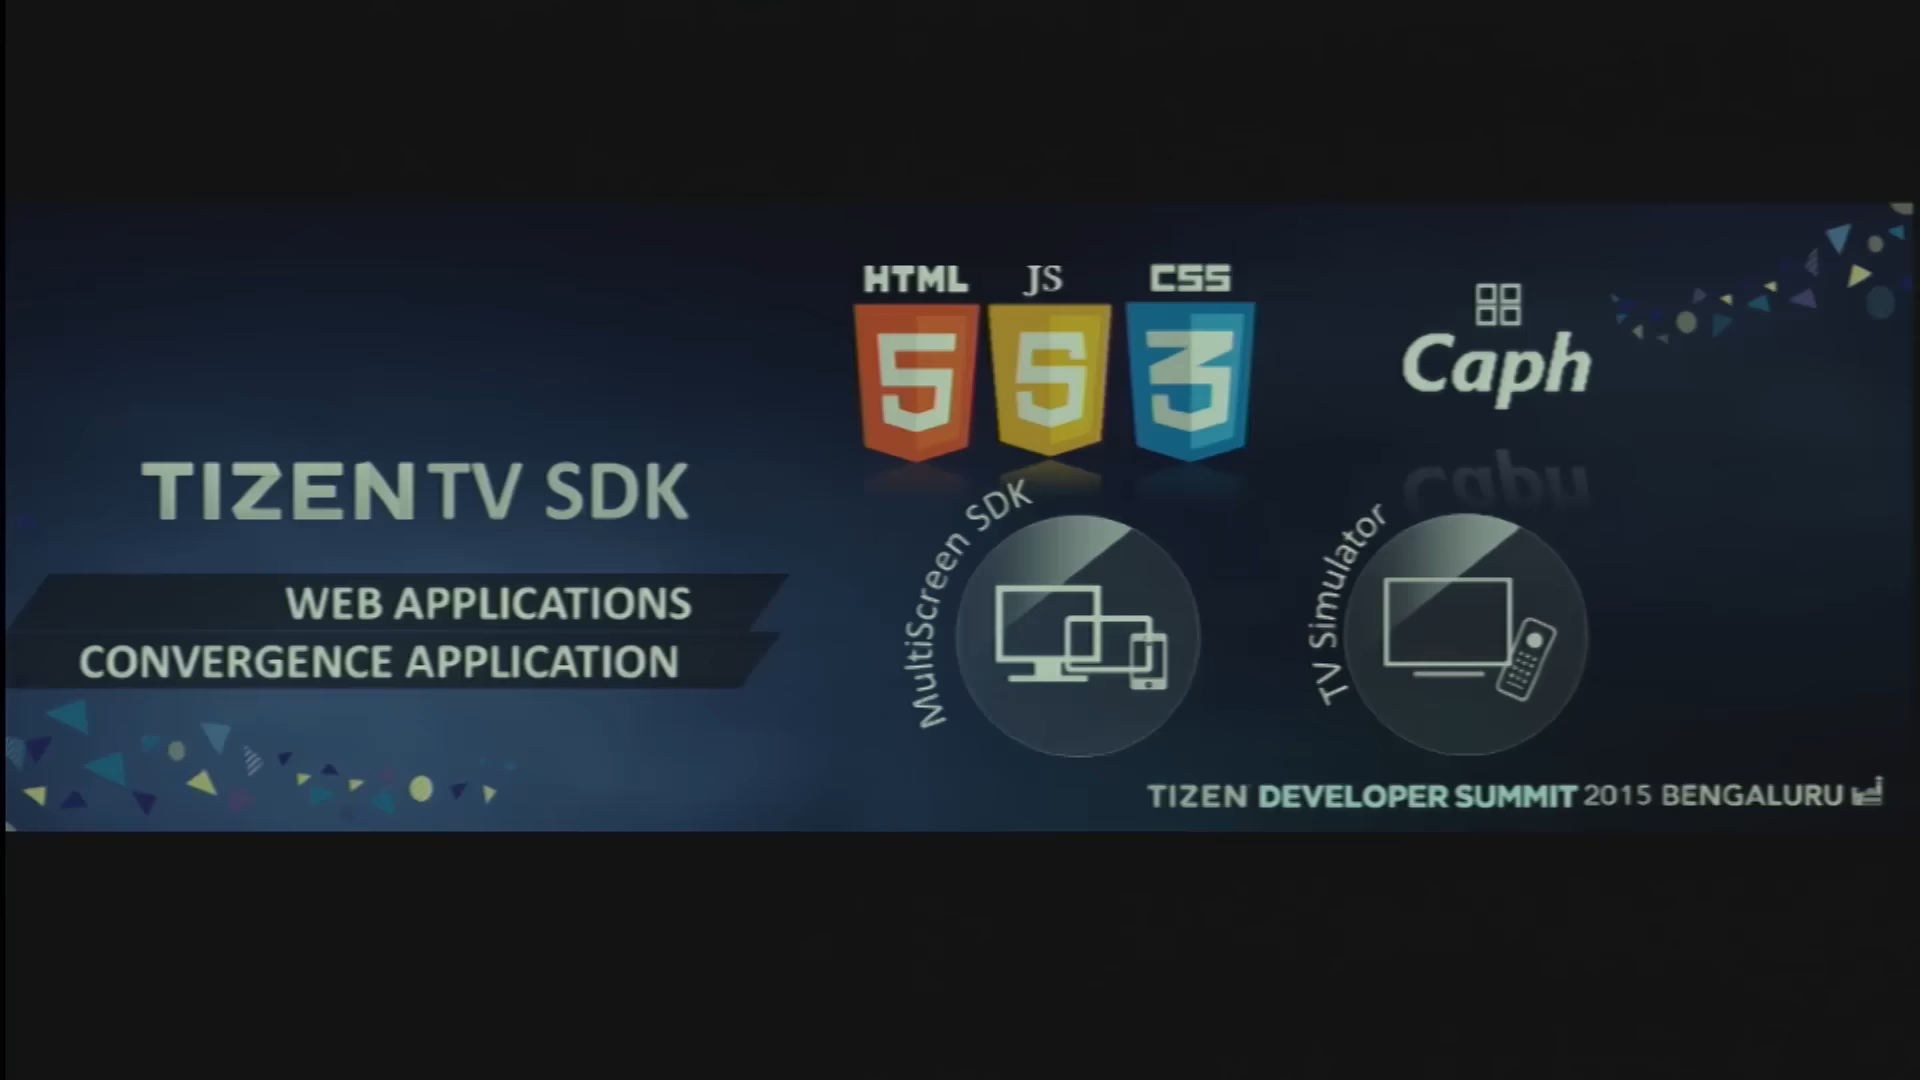 TIZEN TV SDK
WEB APPLICATIONS
CONVERGENCE APPLICATION
HTML
5
JS
5
CSS
3
Caph
MultiScreen SDK
TV Simulator
TIZEN DEVELOPER SUMMIT 2015 BENGALURU